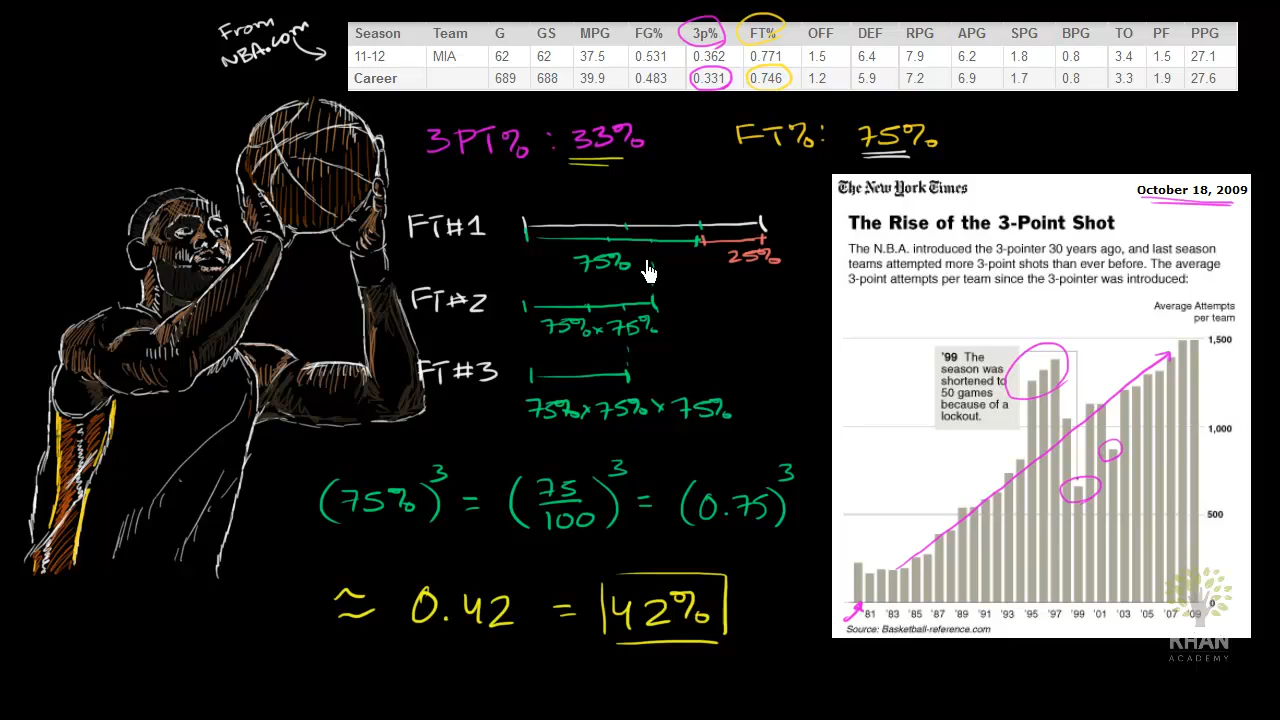 From
NBA.com
Season Team G GS MPG FG% 3p% FT% OFF DEF RPG APG SPG BPG TO PF PPG
11-12 MIA 62 62 37.5 0.531 0.362 0.771 1.5 6.4 7.9 6.2 1.8 0.8 3.4 1.5 27.1
Career 689 688 39.9 0.483 0.331 0.746 1.2 5.9 7.2 6.9 1.7 0.8 3.3 1.9 27.6
3PT% : 33%
FT% : 75%
FT#1
75%
25%
FT#2
75% × 75%
FT#3
75% × 75% × 75%
(75%)³ = (75/100)³ = (0.75)³
≈ 0.42 = 42%
The New York Times
October 18, 2009
The Rise of the 3-Point Shot
The N.B.A. introduced the 3-pointer 30 years ago, and last season
teams attempted more 3-point shots than ever before. The average
3-point attempts per team since the 3-pointer was introduced:
Average Attempts
per team
1,500
'99 The
season was
shortened to
50 games
because of a
lockout.
1,000
500
0
'81 '83 '85 '87 '89 '91 '93 '95 '97 '99 '01 '03 '05 '07 '09
Source: Basketball-reference.com
KHAN
ACADEMY